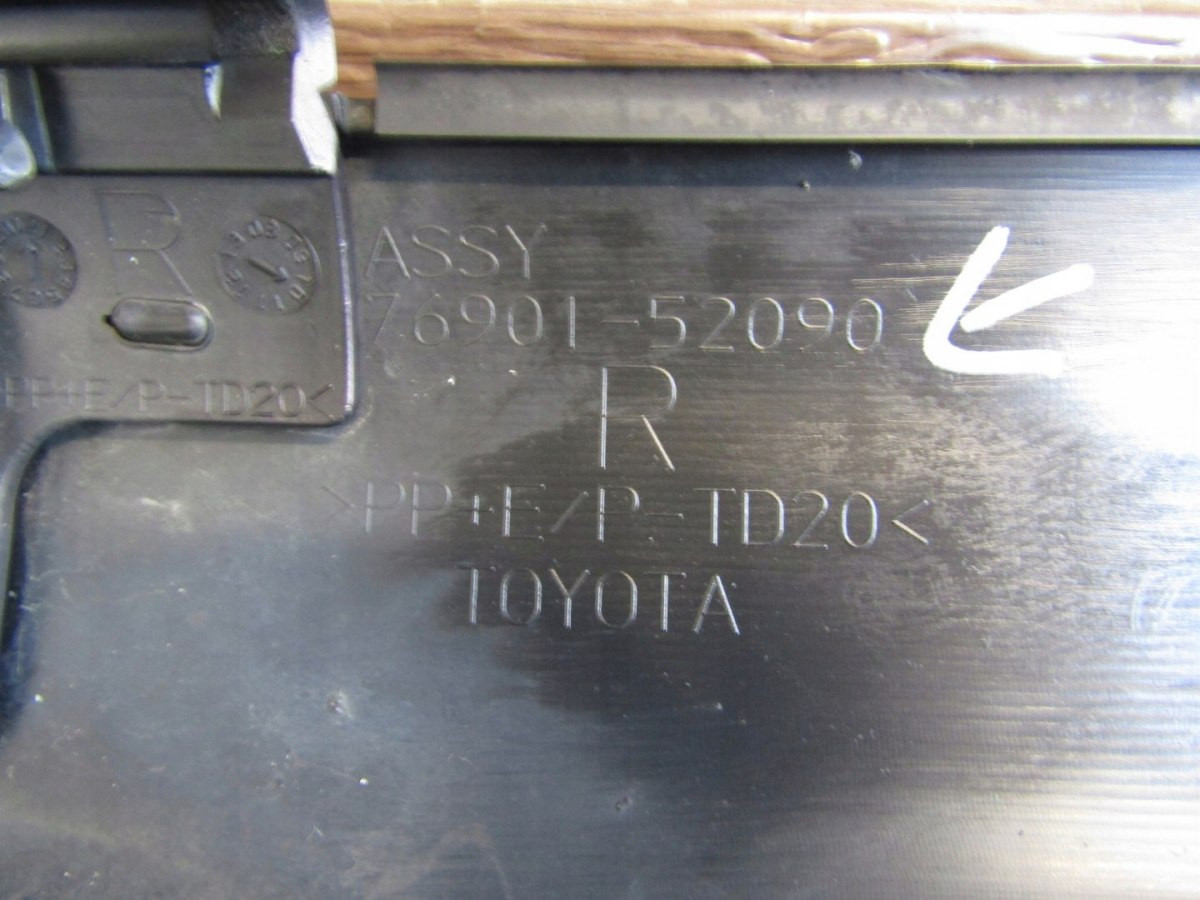 R
>PP+E/P-TD20<
ASSY
76901-52090
R
>PP+E/P-TD20<
TOYOTA